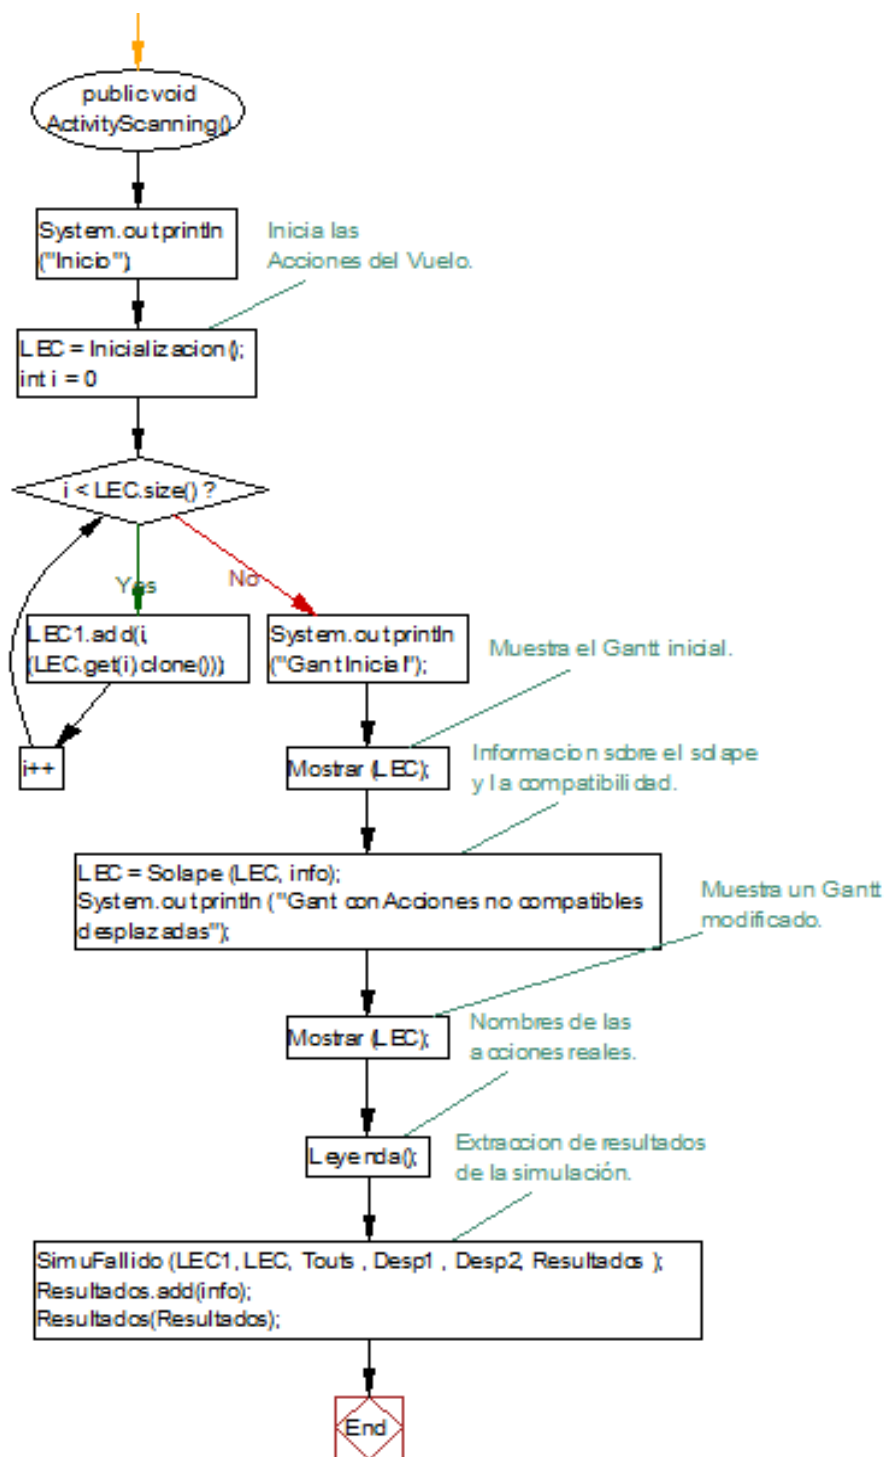 public void
ActivityScanning()
System.out.println
("Inicio");
Inicia las
Acciones del Vuelo.
LEC = Inicializacion();
int i = 0
i < LEC.size() ?
Yes
No
LEC1.add(i,
(LEC.get(i).clone()))
i++
System.out.println
("Gant Inicial");
Muestra el Gantt inicial.
Mostrar (LEC);
Informacion sobre el solape
y la compatibilidad.
LEC = Solape (LEC, info);
System.out.println ("Gant con Acciones no compatibles
desplazadas");
Muestra un Gantt
modificado.
Mostrar (LEC);
Nombres de las
acciones reales.
Leyenda();
Extraccion de resultados
de la simulación.
SimuFallido (LEC1, LEC, Touts , Desp1 , Desp2, Resultados );
Resultados.add(info);
Resultados(Resultados);
End